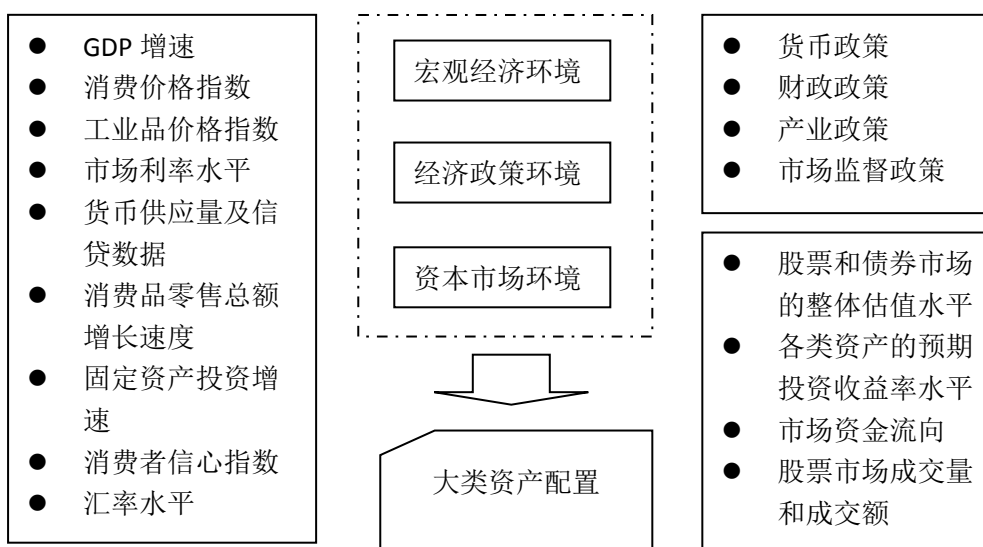 GDP 增速
消费价格指数
工业品价格指数
市场利率水平
货币供应量及信
贷数据
消费品零售总额
增长速度
固定资产投资增
速
消费者信心指数
汇率水平
宏观经济环境
经济政策环境
资本市场环境
大类资产配置
货币政策
财政政策
产业政策
市场监督政策
股票和债券市场
的整体估值水平
各类资产的预期
投资收益率水平
市场资金流向
股票市场成交量
和成交额